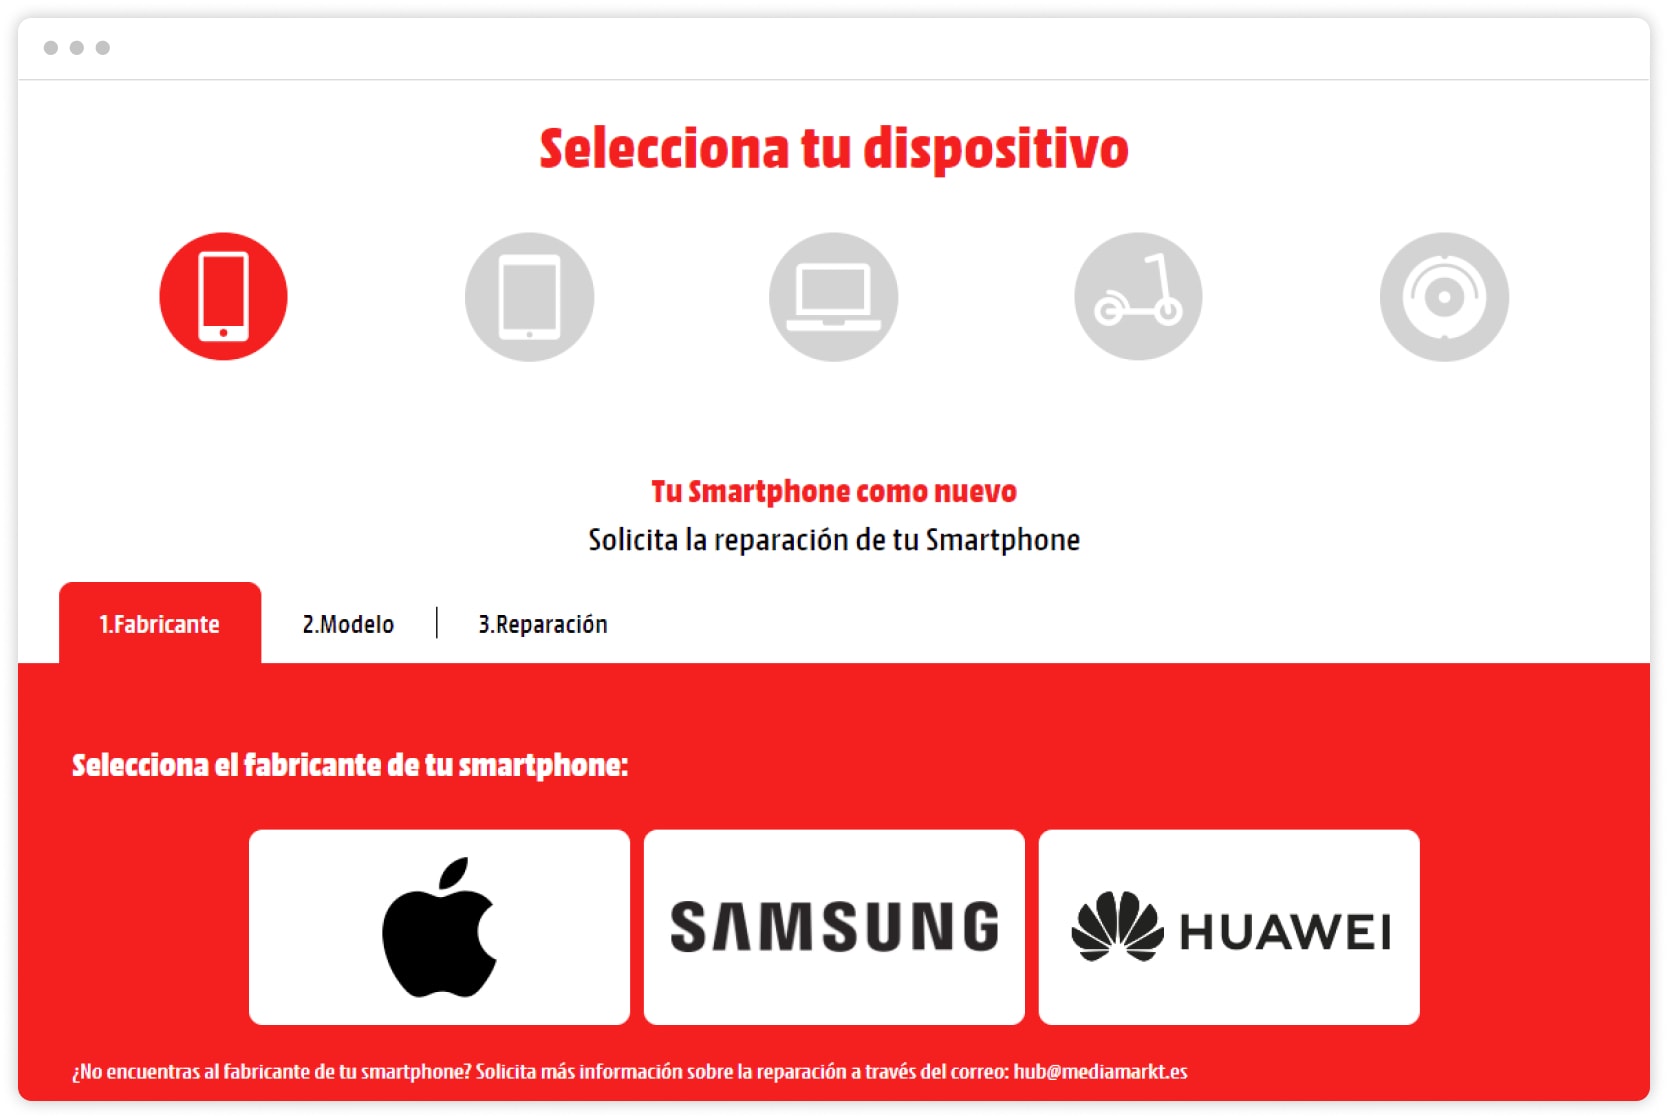 Selecciona tu dispositivo
Tu Smartphone como nuevo
Solicita la reparación de tu Smartphone
1.Fabricante
2.Modelo
3.Reparación
Selecciona el fabricante de tu smartphone:
SAMSUNG
HUAWEI
¿No encuentras al fabricante de tu smartphone? Solicita más información sobre la reparación a través del correo: hub@mediamarkt.es